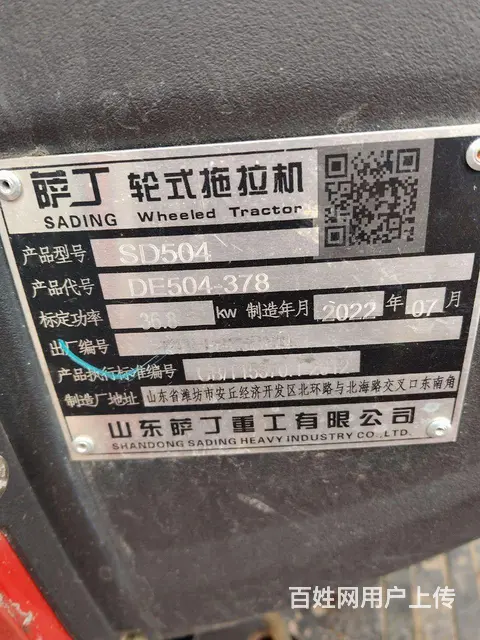 萨丁 轮式拖拉机
SADING Wheeled Tractor
产品型号 SD504
产品代号 DE504-378
标定功率 36.8 kw 制造年月 2022 年 07 月
出厂编号
产品执行标准编号
制造厂地址 山东省潍坊市安丘经济开发区北环路与北海路交叉口东南角
山东萨丁重工有限公司
SHANDONG SADING HEAVY INDUSTRY CO.,LTD.
百姓网用户上传